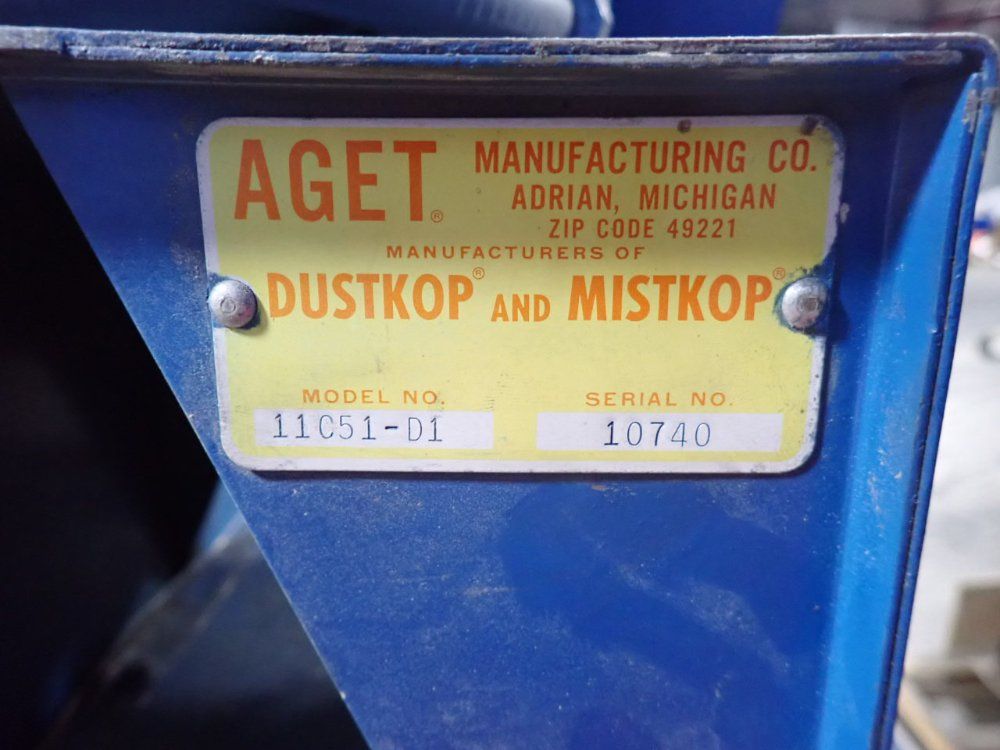 AGET® MANUFACTURING CO.
ADRIAN, MICHIGAN
ZIP CODE 49221
MANUFACTURERS OF
DUSTKOP® AND MISTKOP®
MODEL NO. SERIAL NO.
11C51-D1 10740